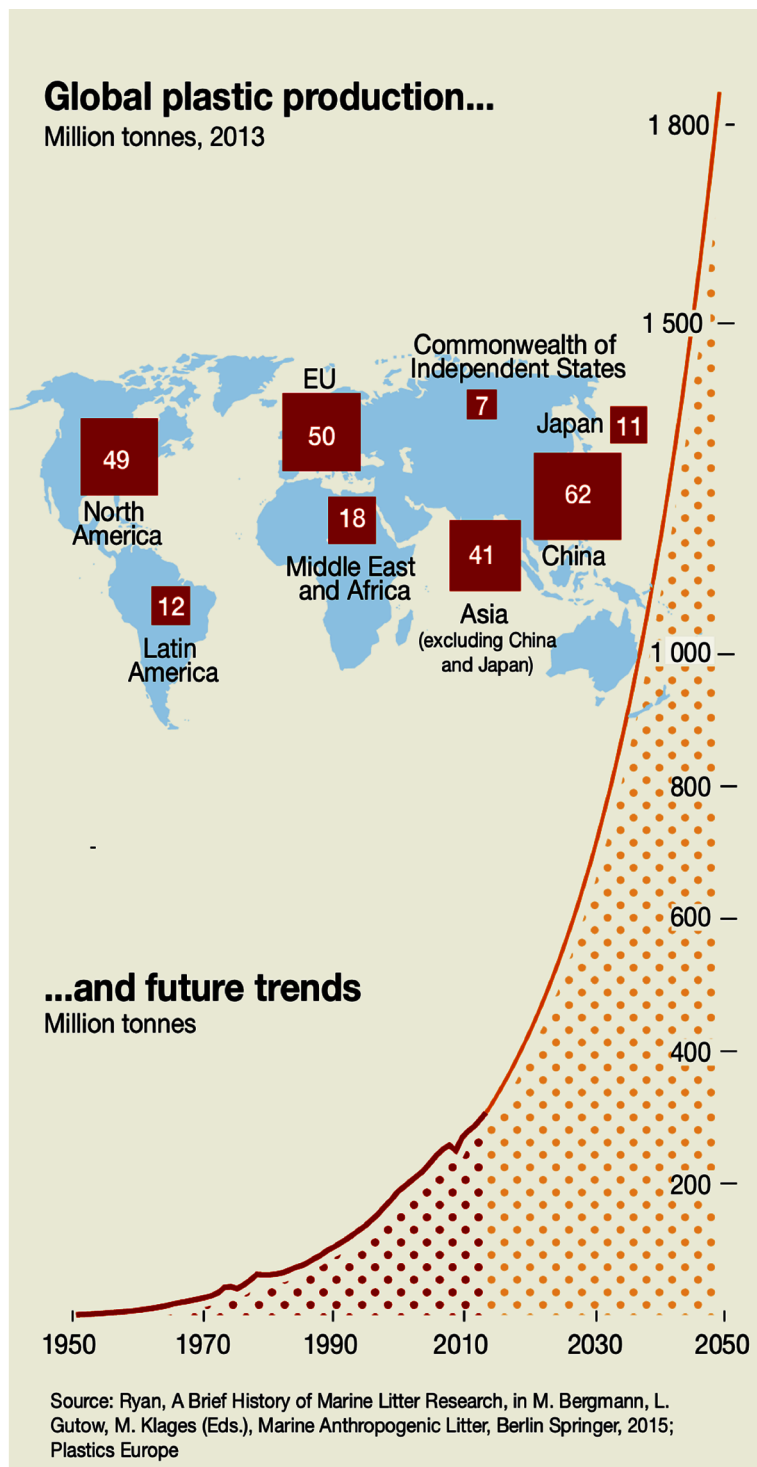 Global plastic production...
Million tonnes, 2013
1 800
1 500
Commonwealth of
Independent States
7
EU
50
Japan
11
49
North
America
62
China
18
Middle East
and Africa
41
Asia
(excluding China
and Japan)
12
Latin
America
1 000
800
600
...and future trends
Million tonnes
400
200
1950 1970 1990 2010 2030 2050
Source: Ryan, A Brief History of Marine Litter Research, in M. Bergmann, L.
Gutow, M. Klages (Eds.), Marine Anthropogenic Litter, Berlin Springer, 2015;
Plastics Europe